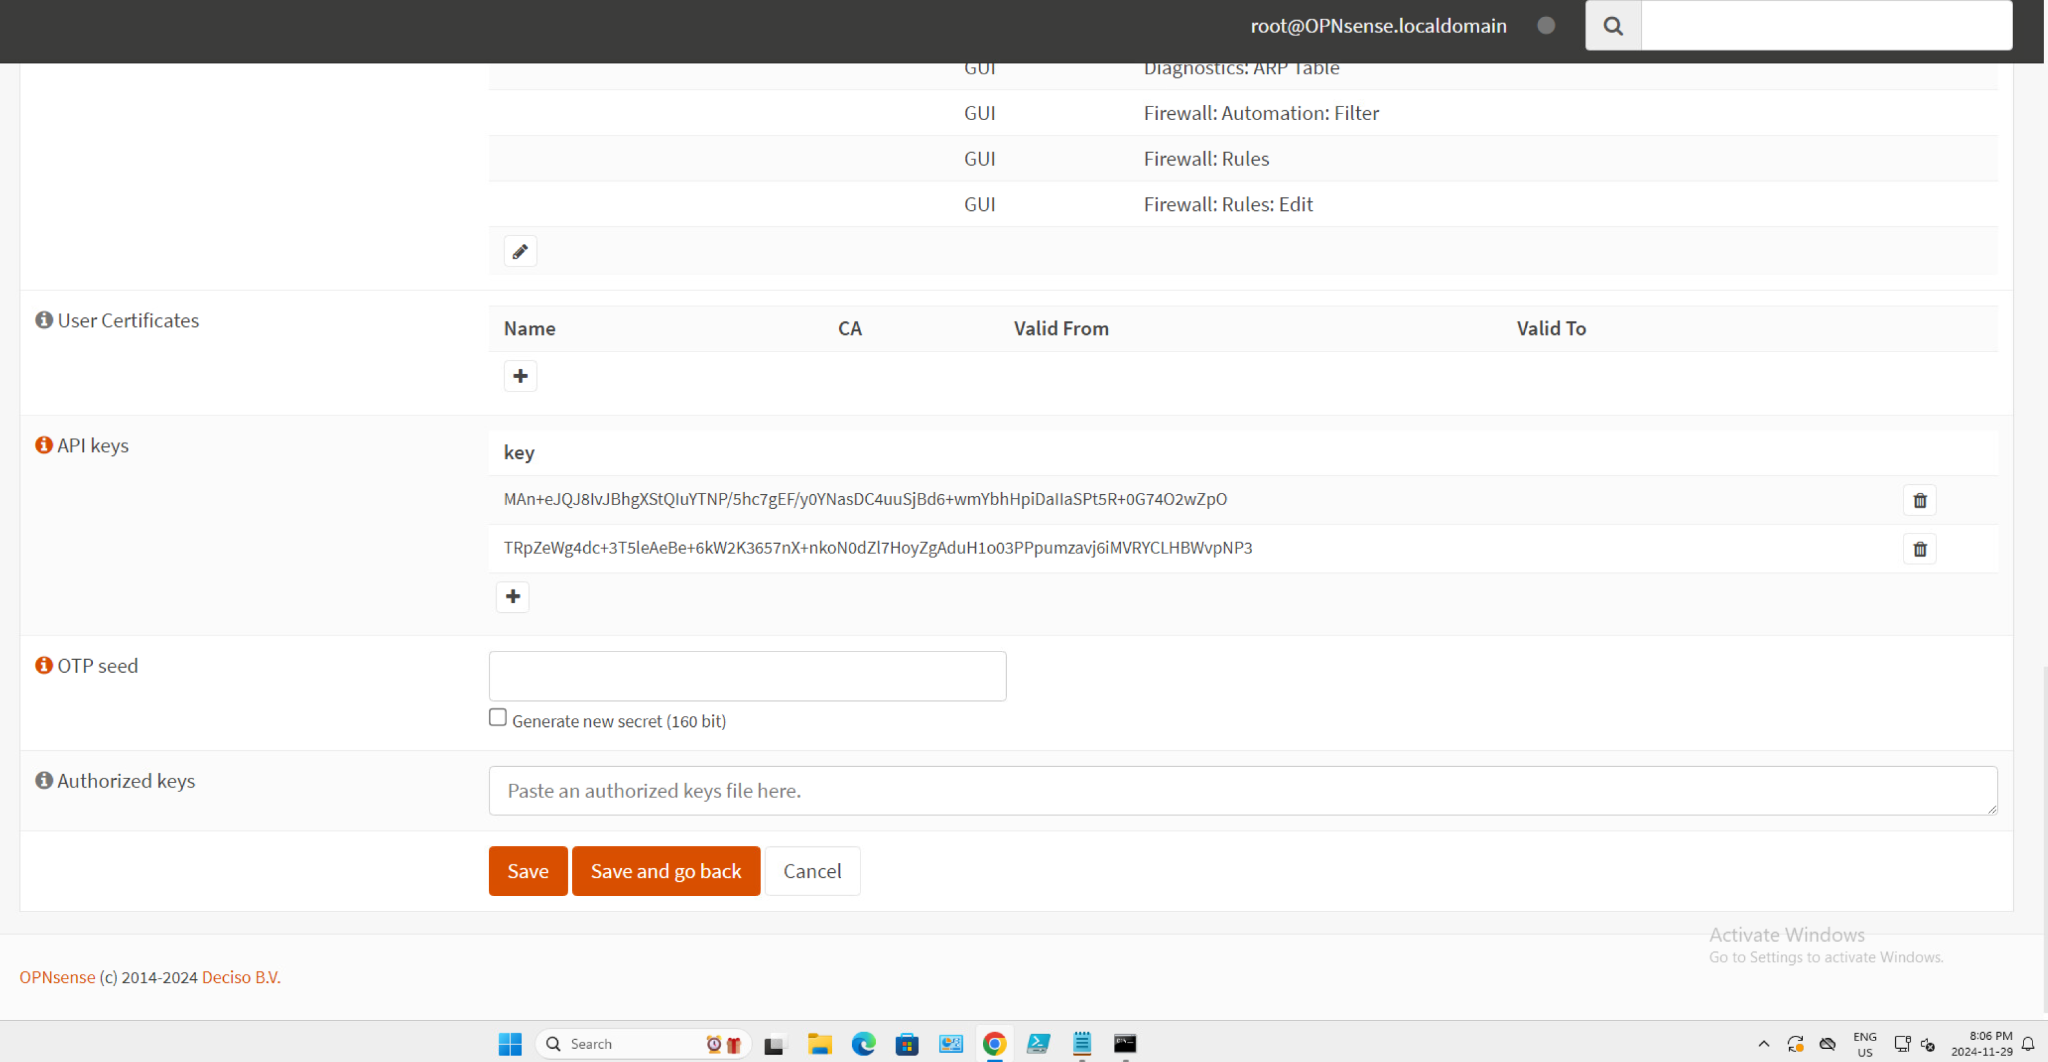 root@OPNsense.localdomain
GUI Diagnostics: ARP Table
GUI Firewall: Automation: Filter
GUI Firewall: Rules
GUI Firewall: Rules: Edit
User Certificates
Name CA Valid From Valid To
API keys
key
MAn+eJQJ8IvJBhgXStQIuYTNP/5hc7gEF/y0YNasDC4uuSjBd6+wmYbhHpiDaIIaSPt5R+0G74O2wZpO
TRpZeWg4dc+3T5leAeBe+6kW2K3657nX+nkoN0dZl7HoyZgAduH1o03PPpumzavj6iMVRYCLHBWvpNP3
OTP seed
Generate new secret (160 bit)
Authorized keys
Paste an authorized keys file here.
Save Save and go back Cancel
Activate Windows
Go to Settings to activate Windows.
OPNsense (c) 2014-2024 Deciso B.V.
Search
ENG
US
8:06 PM
2024-11-29